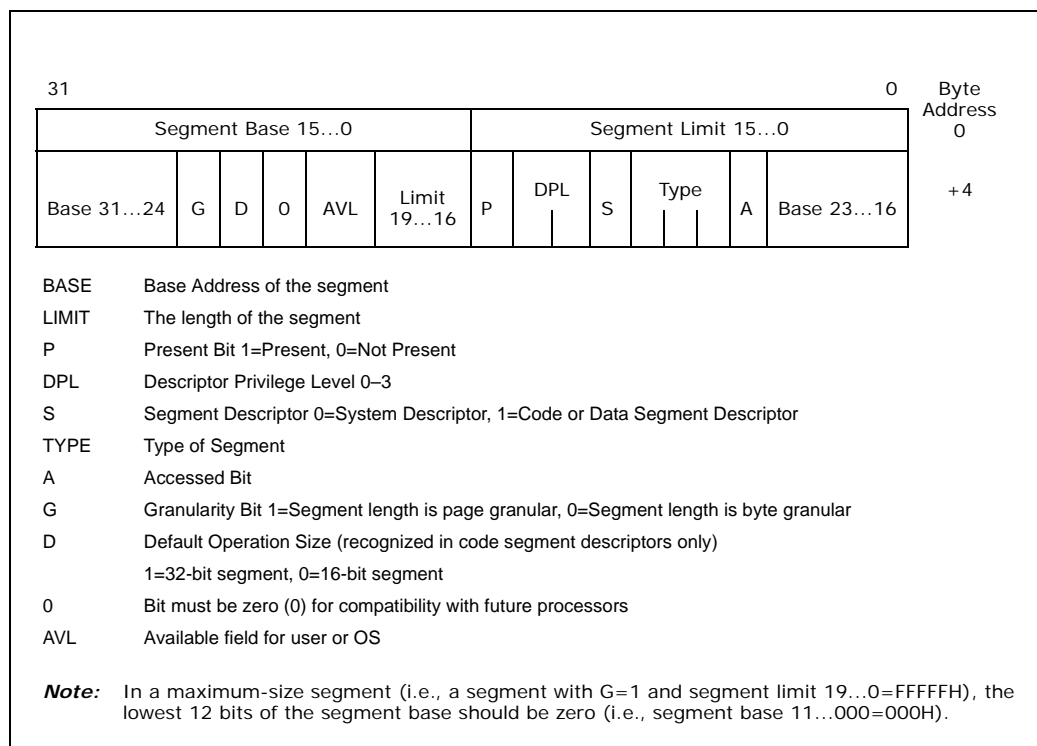 31 0 Byte
Address
Segment Base 15...0 Segment Limit 15...0 0
Base 31...24 G D 0 AVL Limit 19...16 P DPL S Type A Base 23...16 +4
BASE Base Address of the segment
LIMIT The length of the segment
P Present Bit 1=Present, 0=Not Present
DPL Descriptor Privilege Level 0–3
S Segment Descriptor 0=System Descriptor, 1=Code or Data Segment Descriptor
TYPE Type of Segment
A Accessed Bit
G Granularity Bit 1=Segment length is page granular, 0=Segment length is byte granular
D Default Operation Size (recognized in code segment descriptors only)
1=32-bit segment, 0=16-bit segment
0 Bit must be zero (0) for compatibility with future processors
AVL Available field for user or OS
Note: In a maximum-size segment (i.e., a segment with G=1 and segment limit 19...0=FFFFFH), the
lowest 12 bits of the segment base should be zero (i.e., segment base 11...000=000H).